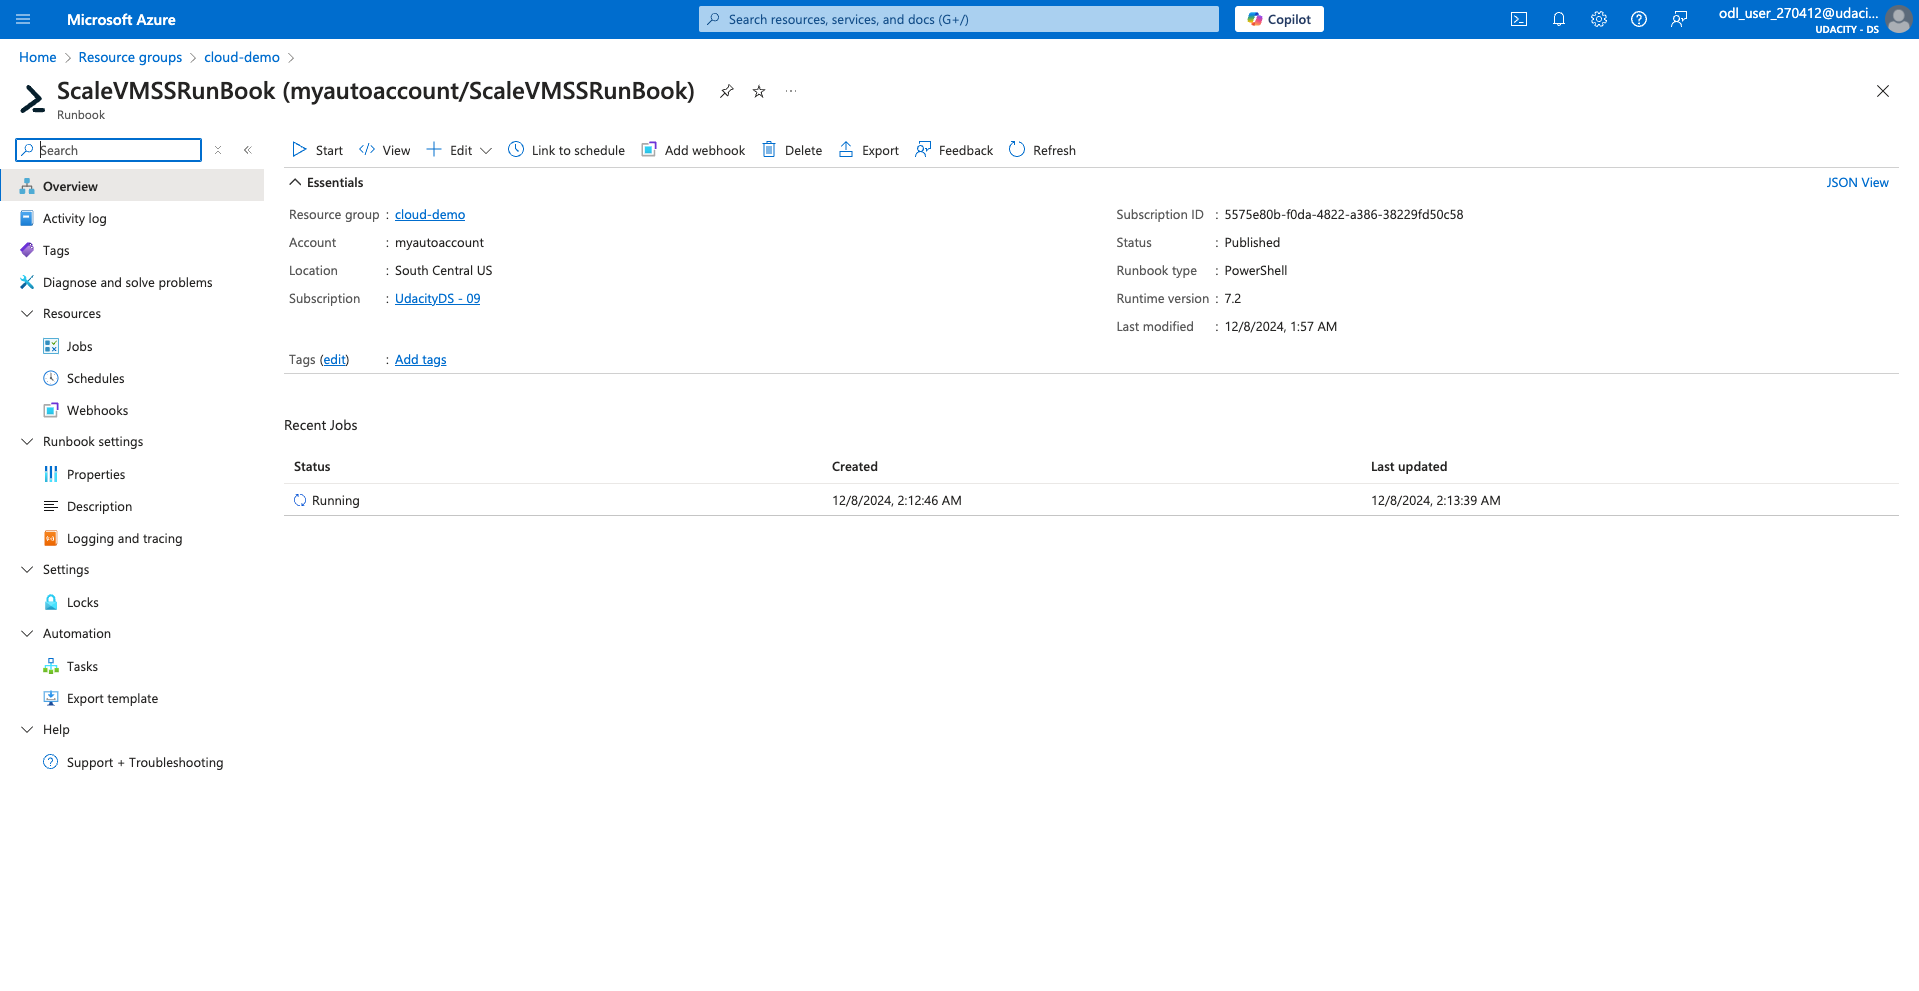 Microsoft Azure
Search resources, services, and docs (G+/)
Copilot
odl_user_270412@udaci...
UDACITY - DS
Home
Resource groups
cloud-demo
ScaleVMSSRunBook (myautoaccount/ScaleVMSSRunBook)
Runbook
Search
Start
View
Edit
Link to schedule
Add webhook
Delete
Export
Feedback
Refresh
Overview
Activity log
Tags
Diagnose and solve problems
Resources
Jobs
Schedules
Webhooks
Runbook settings
Properties
Description
Logging and tracing
Settings
Locks
Automation
Tasks
Export template
Help
Support + Troubleshooting
Essentials
JSON View
Resource group : cloud-demo
Account : myautoaccount
Location : South Central US
Subscription : UdacityDS - 09
Subscription ID : 5575e80b-f0da-4822-a386-38229fd50c58
Status : Published
Runbook type : PowerShell
Runtime version : 7.2
Last modified : 12/8/2024, 1:57 AM
Tags (edit) : Add tags
Recent Jobs
Status Created Last updated
Running 12/8/2024, 2:12:46 AM 12/8/2024, 2:13:39 AM